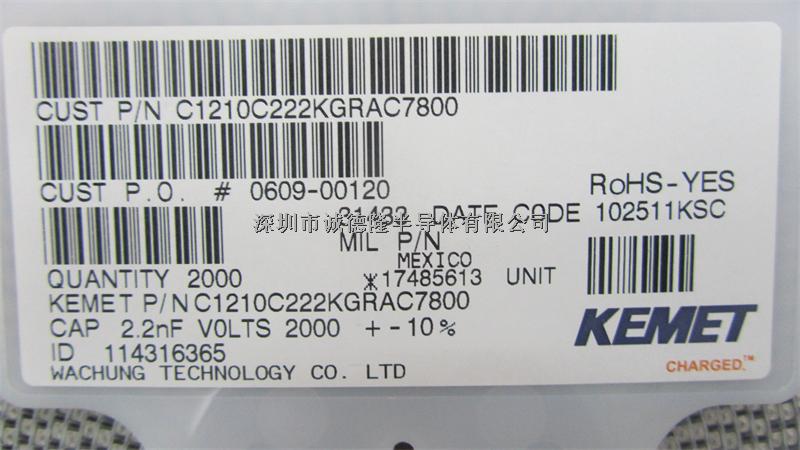 CUST P/N C1210C222KGRAC7800
CUST P.O. # 0609-00120
RoHS-YES
DATE CODE 102511KSC
深圳市诚德隆半导体有限公司
MIL P/N
MEXICO
QUANTITY 2000
*17485613 UNIT
KEMET P/N C1210C222KGRAC7800
CAP 2.2nF VOLTS 2000 +-10%
ID 114316365
WACHUNG TECHNOLOGY CO. LTD
KEMET
CHARGED.™